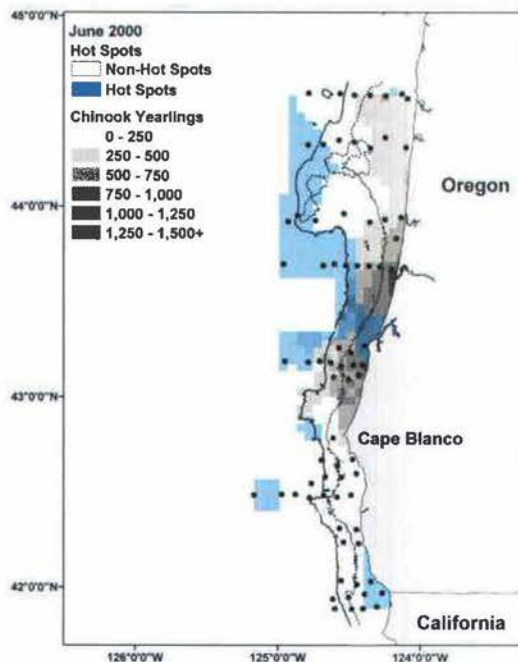 45°0'0"N
June 2000
Hot Spots
Non-Hot Spots
Hot Spots
Chinook Yearlings
0 - 250
250 - 500
500 - 750
750 - 1,000
1,000 - 1,250
1,250 - 1,500+
Oregon
44°0'0"N
43°0'0"N
Cape Blanco
42°0'0"N
California
126°0'0"W
125°0'0"W
124°0'0"W